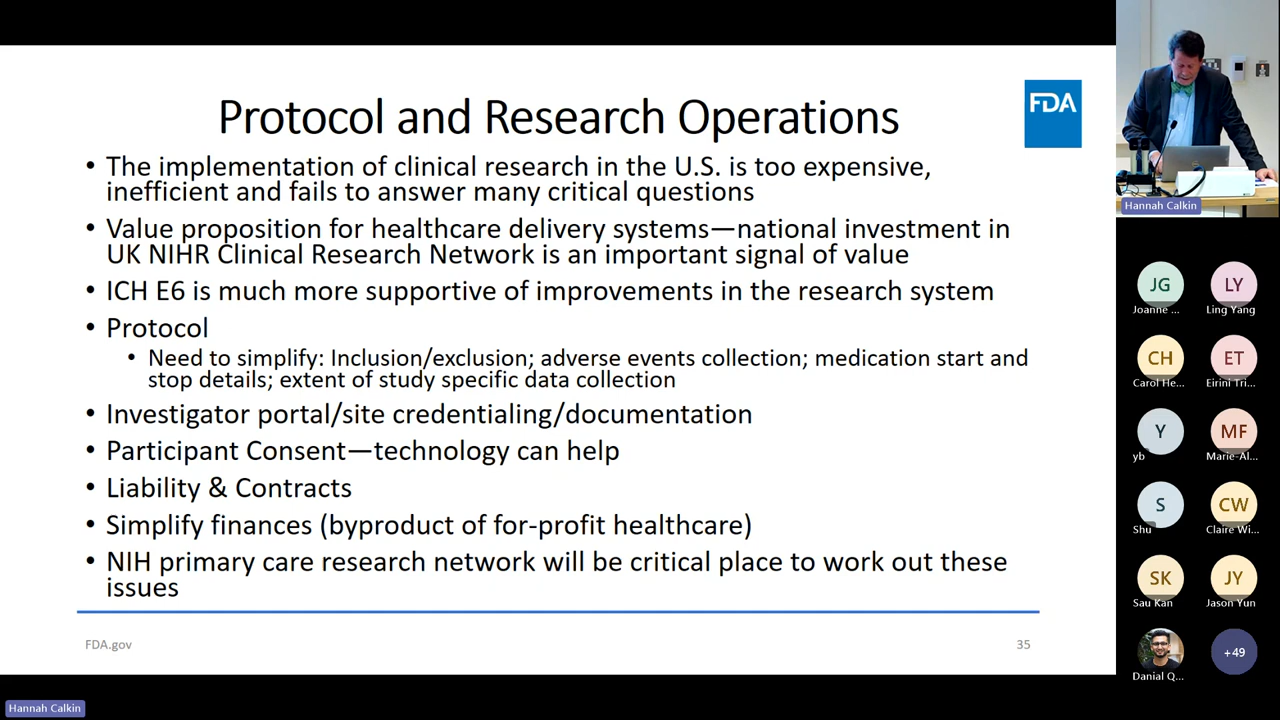 Protocol and Research Operations
FDA
• The implementation of clinical research in the U.S. is too expensive,
inefficient and fails to answer many critical questions
• Value proposition for healthcare delivery systems—national investment in
UK NIHR Clinical Research Network is an important signal of value
• ICH E6 is much more supportive of improvements in the research system
• Protocol
• Need to simplify: Inclusion/exclusion; adverse events collection; medication start and
stop details; extent of study specific data collection
• Investigator portal/site credentialing/documentation
• Participant Consent—technology can help
• Liability & Contracts
• Simplify finances (byproduct of for-profit healthcare)
• NIH primary care research network will be critical place to work out these
issues
FDA.gov
35
Hannah Calkin
Hannah Calkin
JG
Joanne ...
LY
Ling Yang
CH
Carol He...
ET
Eirini Tri...
Y
yb
MF
Marie-Al...
S
Shu
CW
Claire Wi...
SK
Sau Kan
JY
Jason Yun
Danial Q...
+49